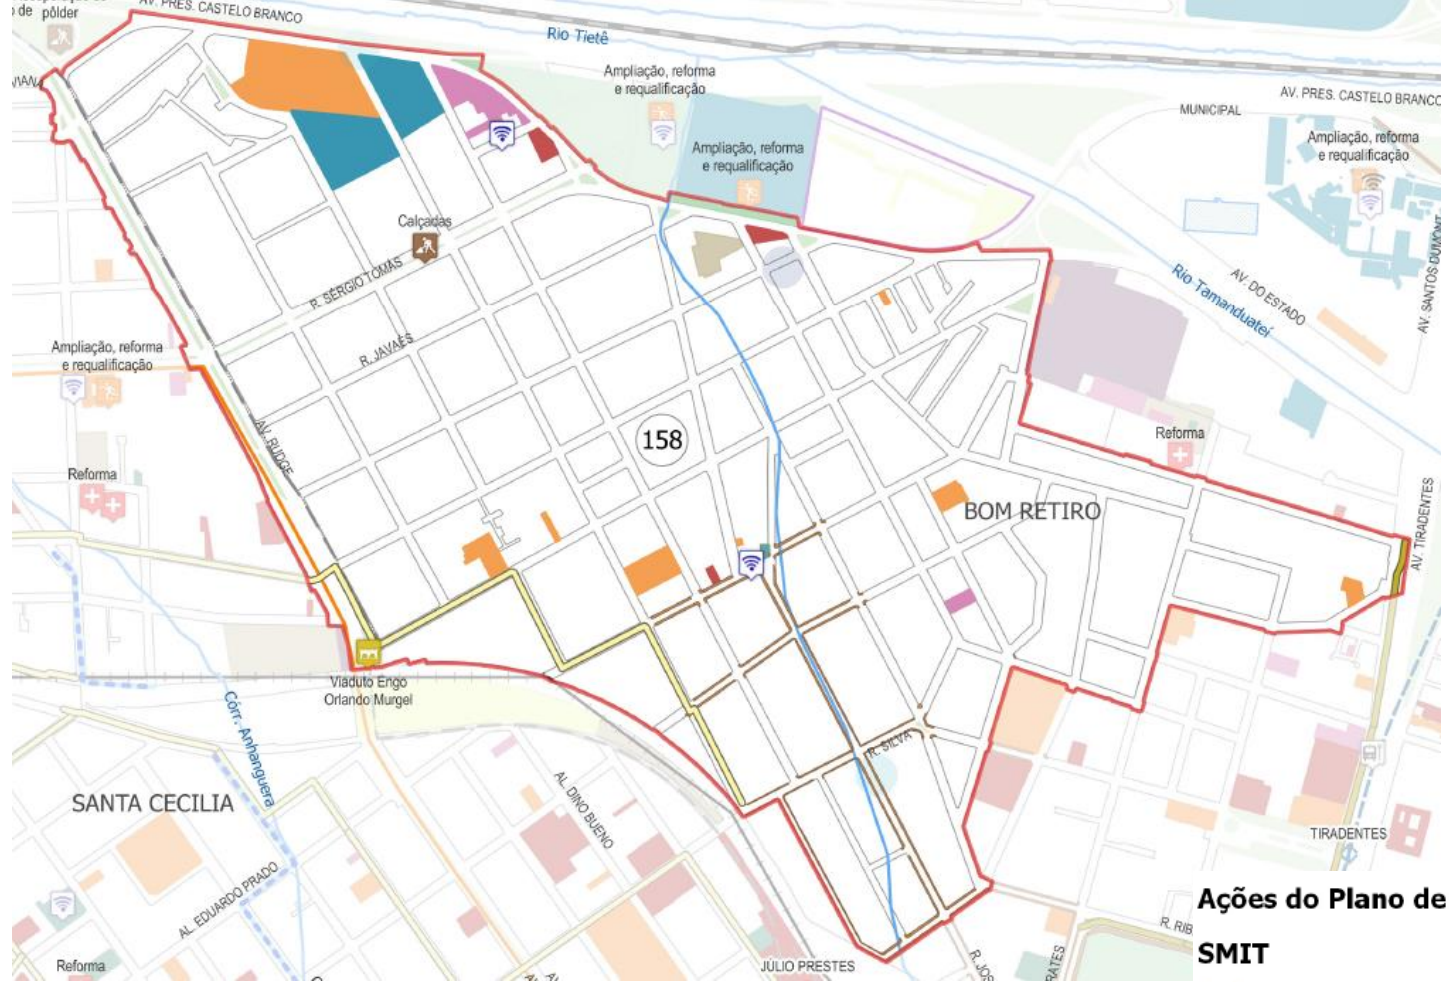 de pôlder
AV. PRES. CASTELO BRANCO
Rio Tietê
Ampliação, reforma
e requalificação
AV. PRES. CASTELO BRANCO
MUNICIPAL
Ampliação, reforma
e requalificação
Ampliação, reforma
e requalificação
Calçadas
R. SÉRGIO TOMÁS
AV. DO ESTADO
Rio Tamanduateí
AV. SANTOS DUMONT
R. JAVAÉS
Ampliação, reforma
e requalificação
AV. RUDGE
158
Reforma
Reforma
BOM RETIRO
AV. TIRADENTES
Viaduto Engo
Orlando Murgel
Córr. Anhanguera
R. SILVA
SANTA CECILIA
AL. DINO BUENO
TIRADENTES
AL. EDUARDO PRADO
Ações do Plano de
R. RIB
SMIT
Reforma
JÚLIO PRESTES
R. JOS
RATES